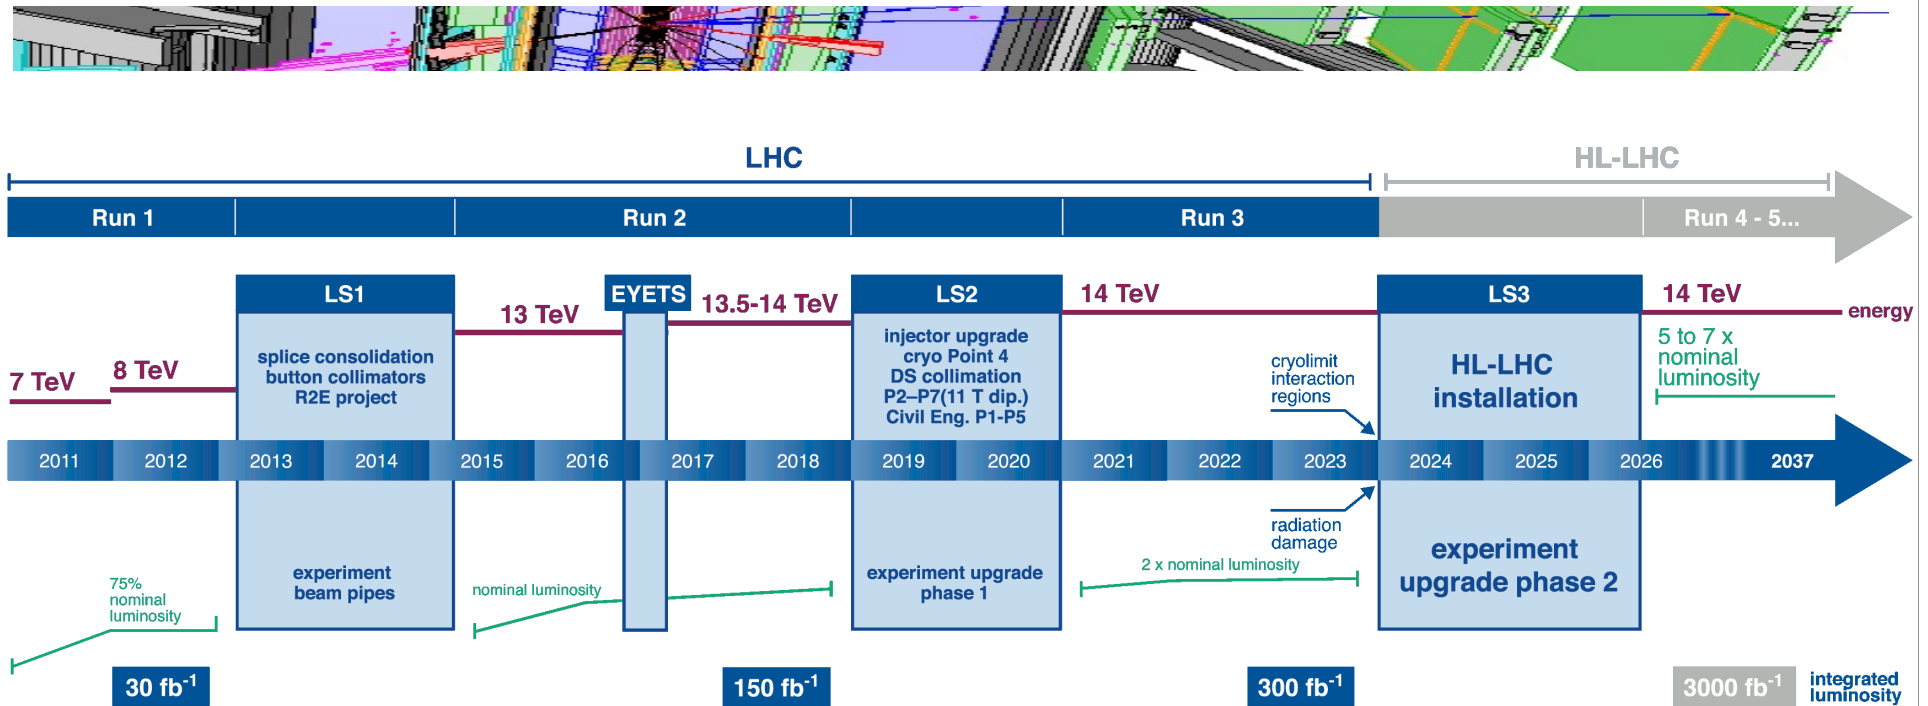 LHC
HL-LHC
Run 1
Run 2
Run 3
Run 4 - 5...
LS1
EYETS
LS2
LS3
7 TeV
8 TeV
13 TeV
13.5-14 TeV
14 TeV
14 TeV
energy
splice consolidation
button collimators
R2E project
injector upgrade
cryo Point 4
DS collimation
P2–P7(11 T dip.)
Civil Eng. P1-P5
cryolimit
interaction
regions
HL-LHC
installation
5 to 7 x
nominal
luminosity
2011
2012
2013
2014
2015
2016
2017
2018
2019
2020
2021
2022
2023
2024
2025
2026
2037
75%
nominal
luminosity
experiment
beam pipes
nominal luminosity
experiment upgrade
phase 1
radiation
damage
2 x nominal luminosity
experiment
upgrade phase 2
30 fb⁻¹
150 fb⁻¹
300 fb⁻¹
3000 fb⁻¹
integrated
luminosity